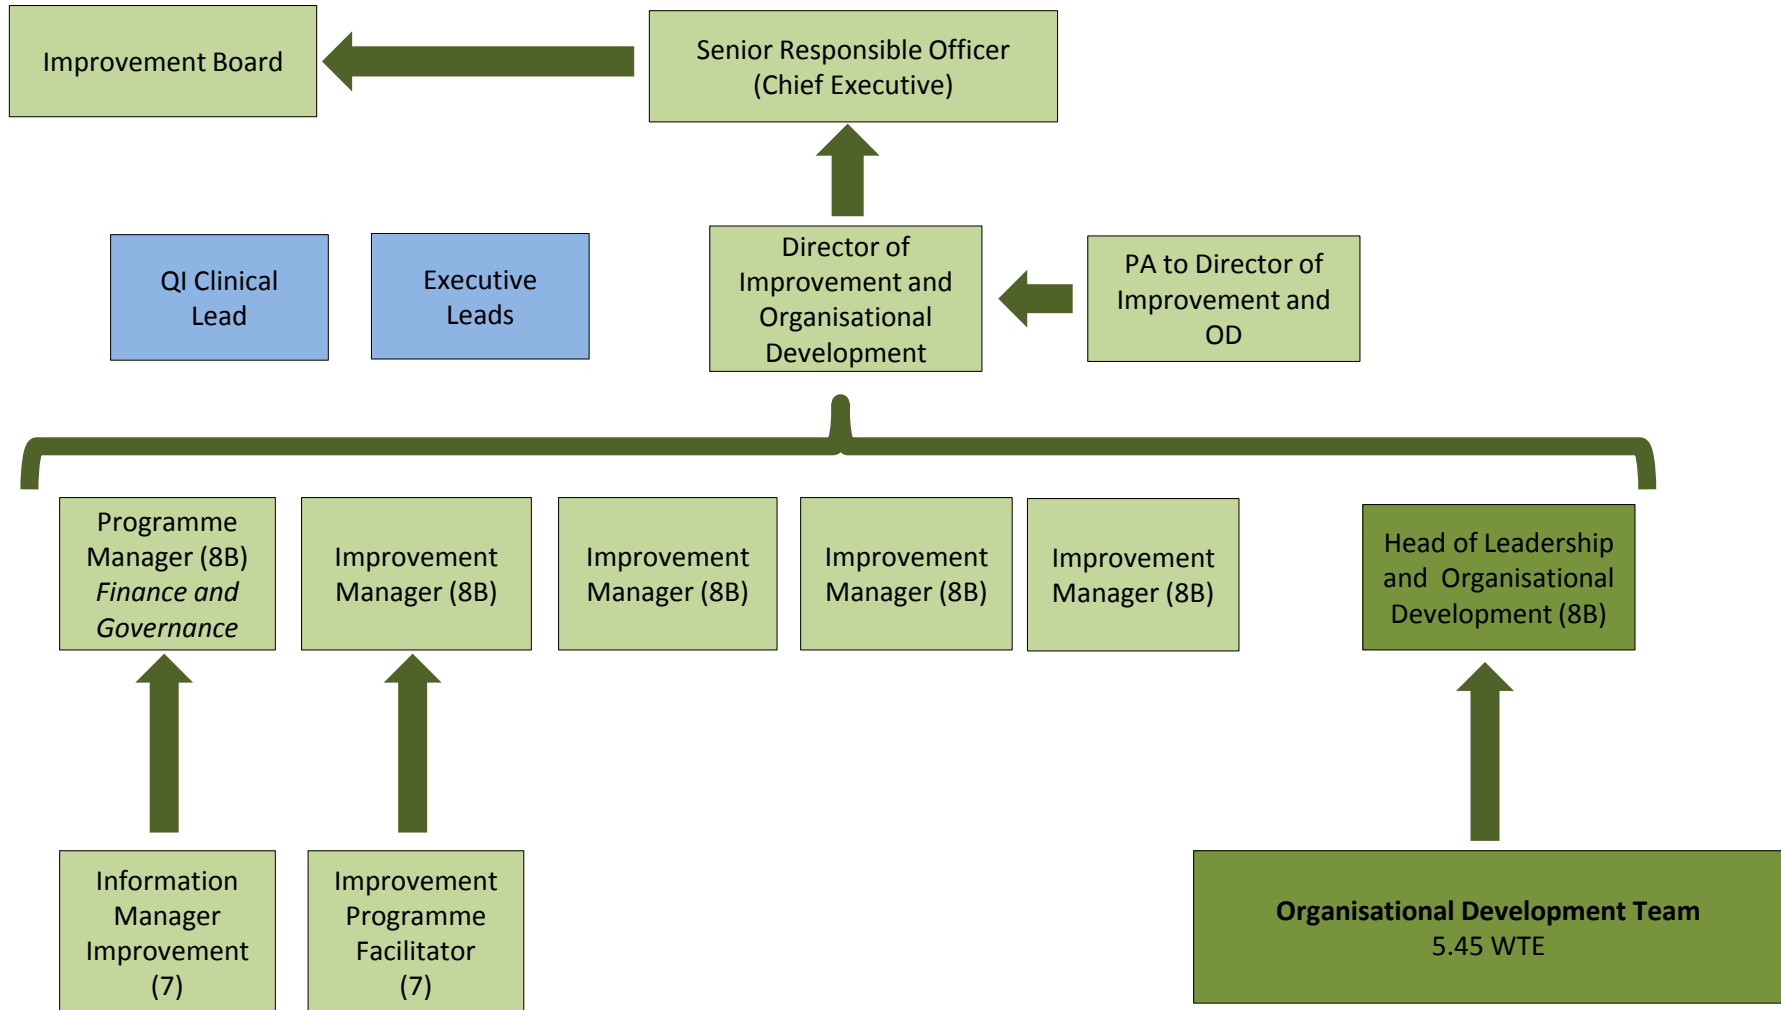 Improvement Board
Senior Responsible Officer
(Chief Executive)
QI Clinical
Lead
Executive
Leads
Director of
Improvement and
Organisational
Development
PA to Director of
Improvement and
OD
Programme
Manager (8B)
Finance and
Governance
Improvement
Manager (8B)
Improvement
Manager (8B)
Improvement
Manager (8B)
Improvement
Manager (8B)
Head of Leadership
and Organisational
Development (8B)
Information
Manager
Improvement
(7)
Improvement
Programme
Facilitator
(7)
Organisational Development Team
5.45 WTE